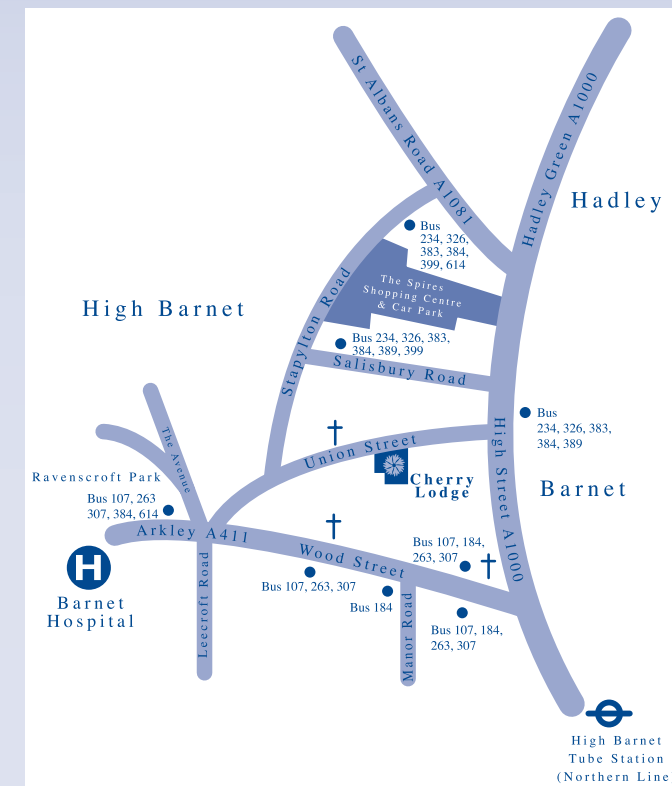 St Albans Road A1081
Hadley Green A1000
Hadley
Bus
234, 326,
383, 384,
399, 614
The Spires
Shopping Centre
& Car Park
High Barnet
Stapylton Road
Bus 234, 326, 383,
384, 389, 399
Salisbury Road
Bus
234, 326, 383,
384, 389
The Avenue
Union Street
High Street A1000
Ravenscroft Park
Cherry
Lodge
Barnet
Bus 107, 263
307, 384, 614
Arkley A411
Wood Street
Bus 107, 184,
263, 307
H
Barnet
Hospital
Leecroft Road
Bus 107, 263, 307
Bus 184
Manor Road
Bus 107, 184,
263, 307
High Barnet
Tube Station
(Northern Line